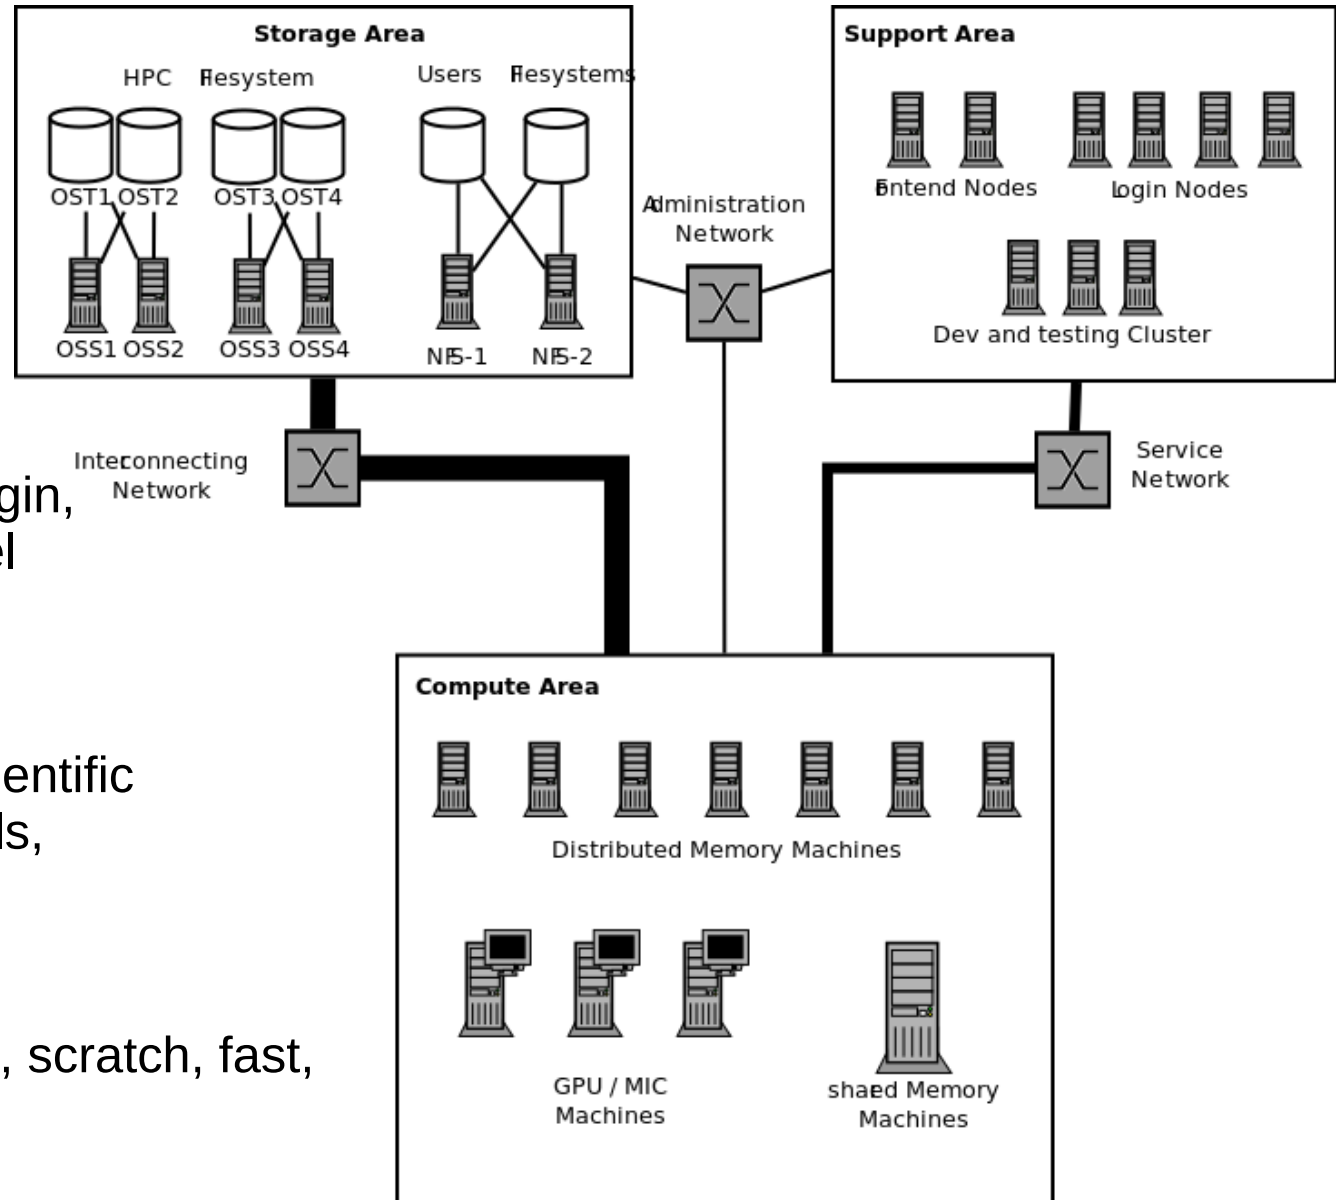 Storage Area
HPC Filesystem
Users Filesystems
OST1 OST2 OST3 OST4
OSS1 OSS2 OSS3 OSS4
NFS-1 NFS-2
Administration
Network
Support Area
Frontend Nodes
Login Nodes
Dev and testing Cluster
Interconnecting
Network
Service
Network
gin,
el
entific
ls,
, scratch, fast,
Compute Area
Distributed Memory Machines
GPU / MIC
Machines
shared Memory
Machines